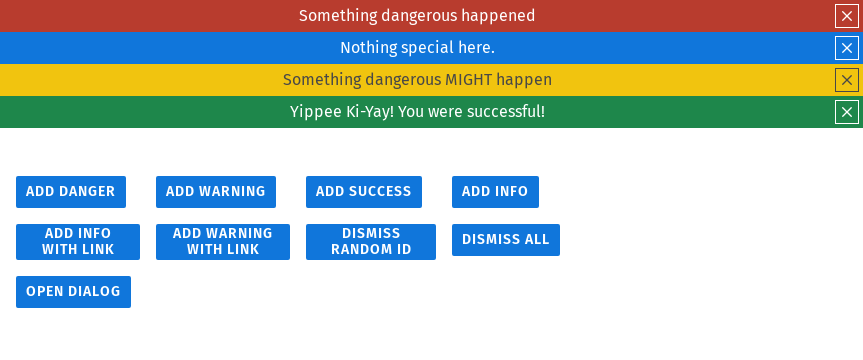 Something dangerous happened
Nothing special here.
Something dangerous MIGHT happen
Yippee Ki-Yay! You were successful!
ADD DANGER
ADD WARNING
ADD SUCCESS
ADD INFO
ADD INFO
WITH LINK
ADD WARNING
WITH LINK
DISMISS
RANDOM ID
DISMISS ALL
OPEN DIALOG